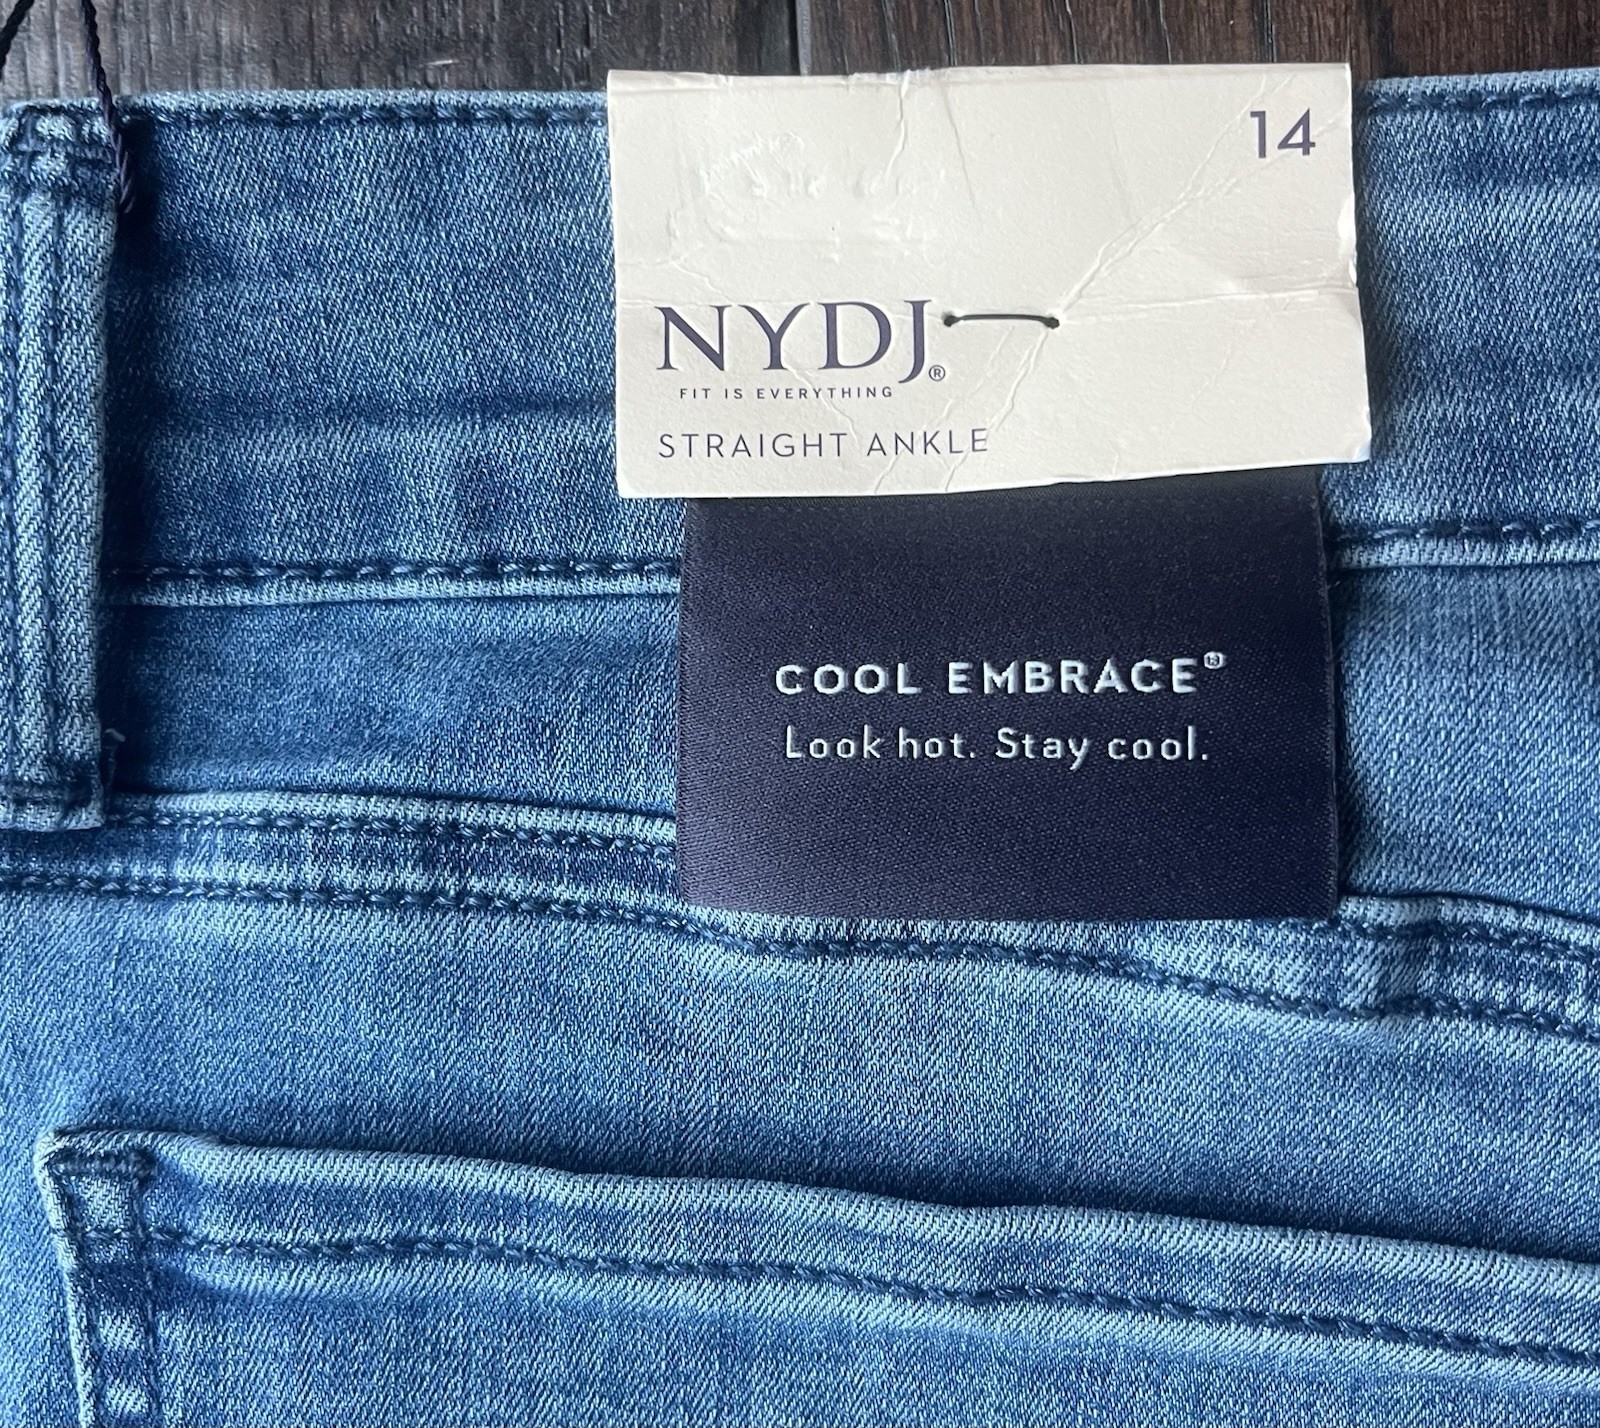 14
NYDJ®
FIT IS EVERYTHING
STRAIGHT ANKLE
COOL EMBRACE®
Look hot. Stay cool.